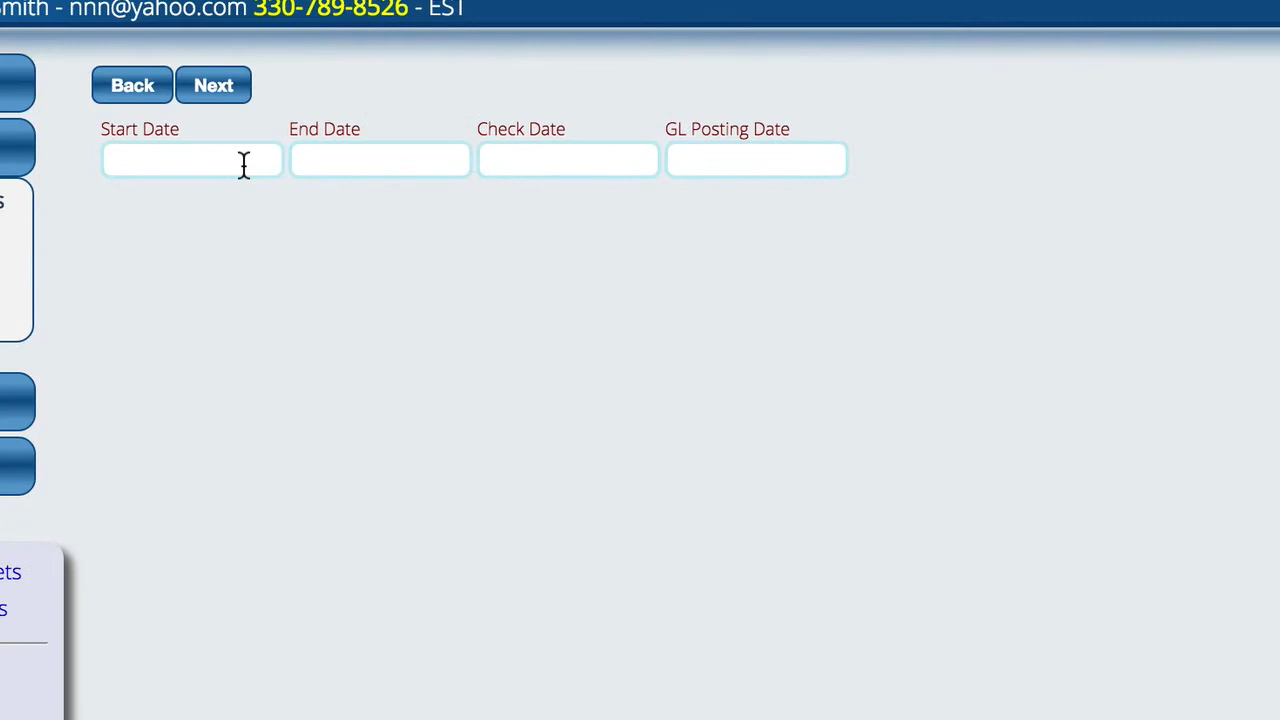 mith - nnn@yahoo.com 330-789-8526 - EST
Back Next
Start Date End Date Check Date GL Posting Date
s
ets
s